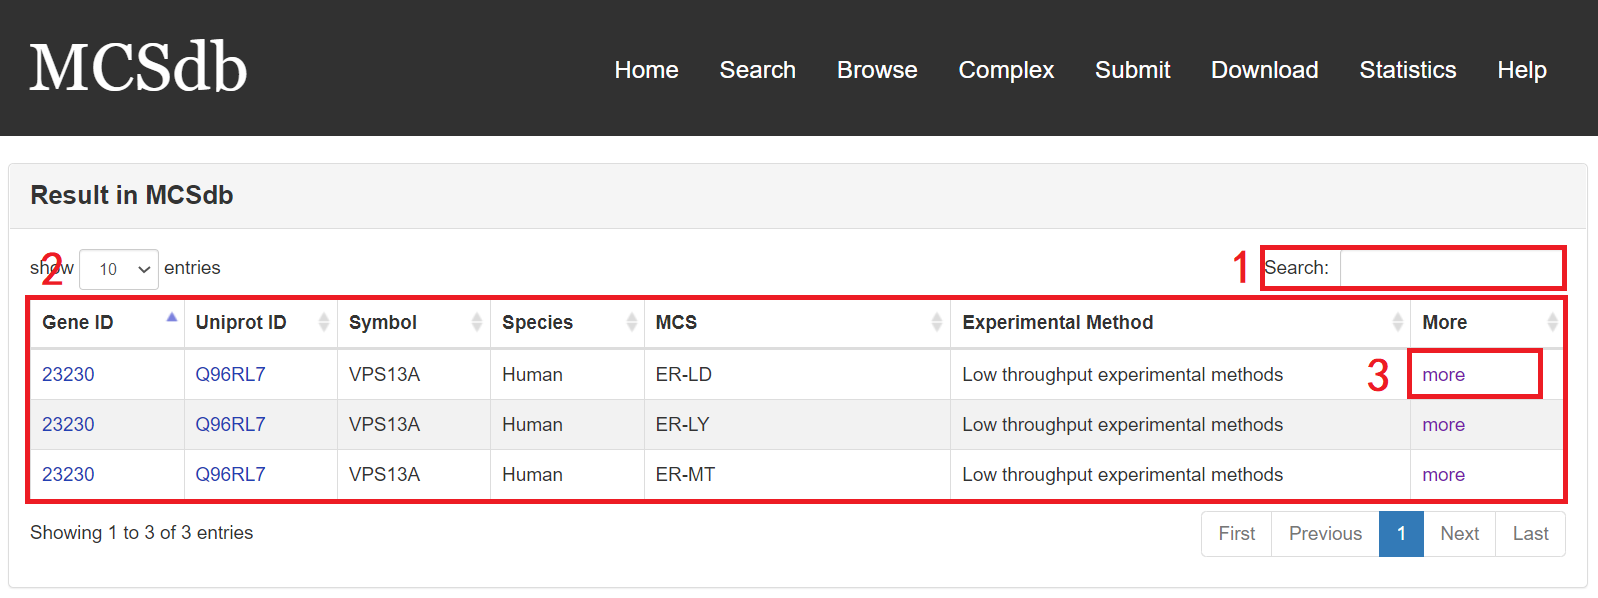 MCSdb
Home Search Browse Complex Submit Download Statistics Help
Result in MCSdb
2
show 10 entries
1
Search:
Gene ID Uniprot ID Symbol Species MCS Experimental Method More
23230 Q96RL7 VPS13A Human ER-LD Low throughput experimental methods 3 more
23230 Q96RL7 VPS13A Human ER-LY Low throughput experimental methods more
23230 Q96RL7 VPS13A Human ER-MT Low throughput experimental methods more
Showing 1 to 3 of 3 entries
First Previous 1 Next Last